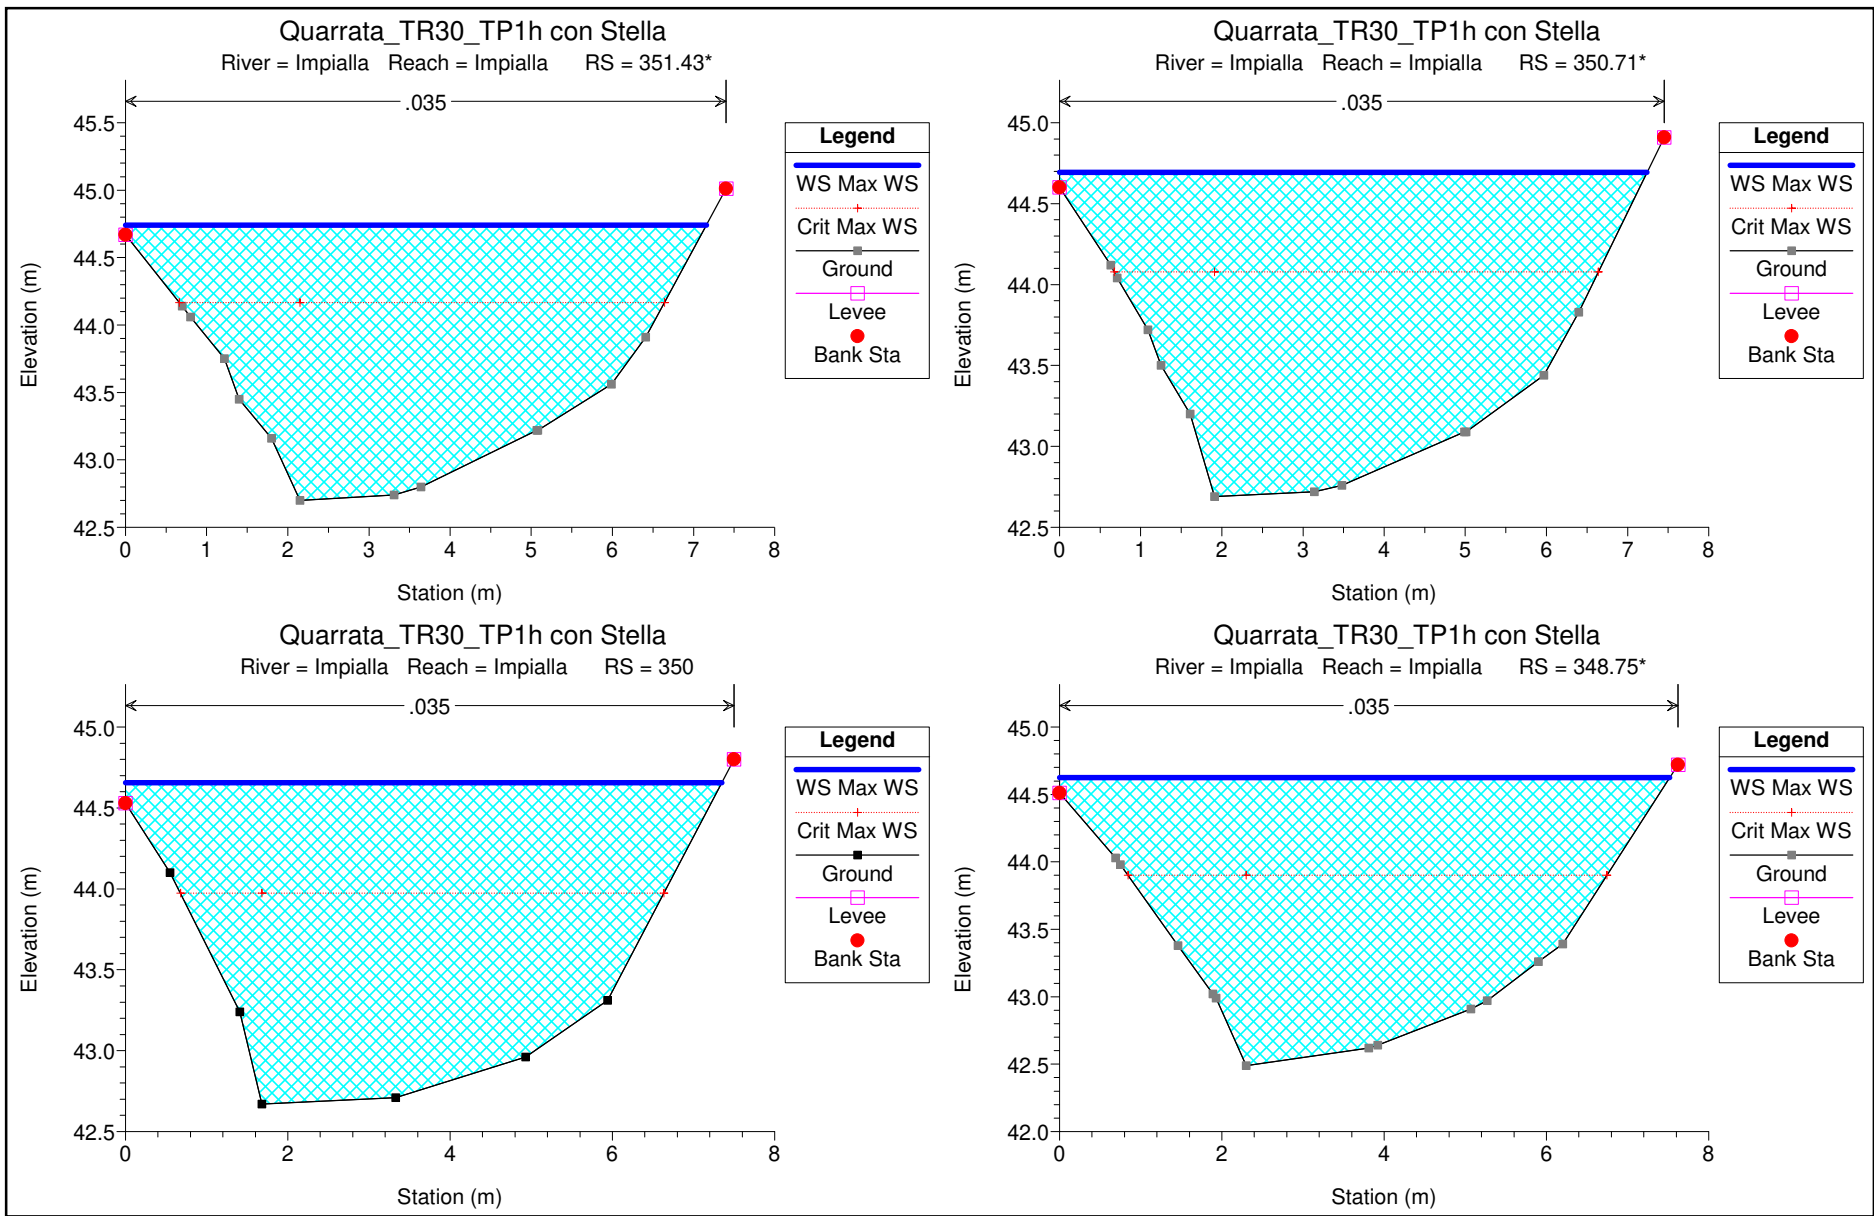 Quarrata_TR30_TP1h con Stella
River = Impialla Reach = Impialla RS = 351.43*
.035
45.5
45.0
44.5
44.0
43.5
43.0
42.5
0 1 2 3 4 5 6 7 8
Station (m)
Elevation (m)
Legend
WS Max WS
Crit Max WS
Ground
Levee
Bank Sta
Quarrata_TR30_TP1h con Stella
River = Impialla Reach = Impialla RS = 350.71*
.035
45.0
44.5
44.0
43.5
43.0
42.5
0 1 2 3 4 5 6 7 8
Station (m)
Elevation (m)
Legend
WS Max WS
Crit Max WS
Ground
Levee
Bank Sta
Quarrata_TR30_TP1h con Stella
River = Impialla Reach = Impialla RS = 350
.035
45.0
44.5
44.0
43.5
43.0
42.5
0 2 4 6 8
Station (m)
Elevation (m)
Legend
WS Max WS
Crit Max WS
Ground
Levee
Bank Sta
Quarrata_TR30_TP1h con Stella
River = Impialla Reach = Impialla RS = 348.75*
.035
45.0
44.5
44.0
43.5
43.0
42.5
42.0
0 2 4 6 8
Station (m)
Elevation (m)
Legend
WS Max WS
Crit Max WS
Ground
Levee
Bank Sta